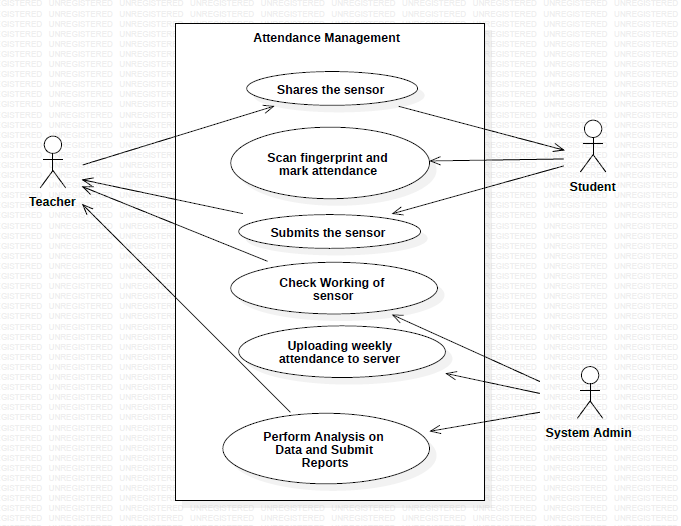 Attendance Management
Shares the sensor
Scan fingerprint and
mark attendance
Teacher
Student
Submits the sensor
Check Working of
sensor
Uploading weekly
attendance to server
System Admin
Perform Analysis on
Data and Submit
Reports
UNREGISTERED